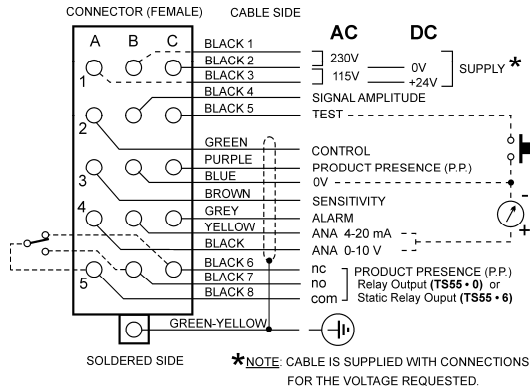 CONNECTOR (FEMALE) CABLE SIDE
A B C
AC DC
BLACK 1
BLACK 2 230V 0V
BLACK 3 115V +24V SUPPLY *
BLACK 4 SIGNAL AMPLITUDE
BLACK 5 TEST
GREEN CONTROL
PURPLE PRODUCT PRESENCE (P.P.)
BLUE 0V
BROWN SENSITIVITY
GREY ALARM
YELLOW ANA 4-20 mA
BLACK ANA 0-10 V
BLACK 6 nc PRODUCT PRESENCE (P.P.)
BLACK 7 no Relay Output (TS55 • 0) or
BLACK 8 com Static Relay Ouput (TS55 • 6)
1
2
3
4
5
-
+
GREEN-YELLOW
SOLDERED SIDE
*NOTE: CABLE IS SUPPLIED WITH CONNECTIONS
FOR THE VOLTAGE REQUESTED.